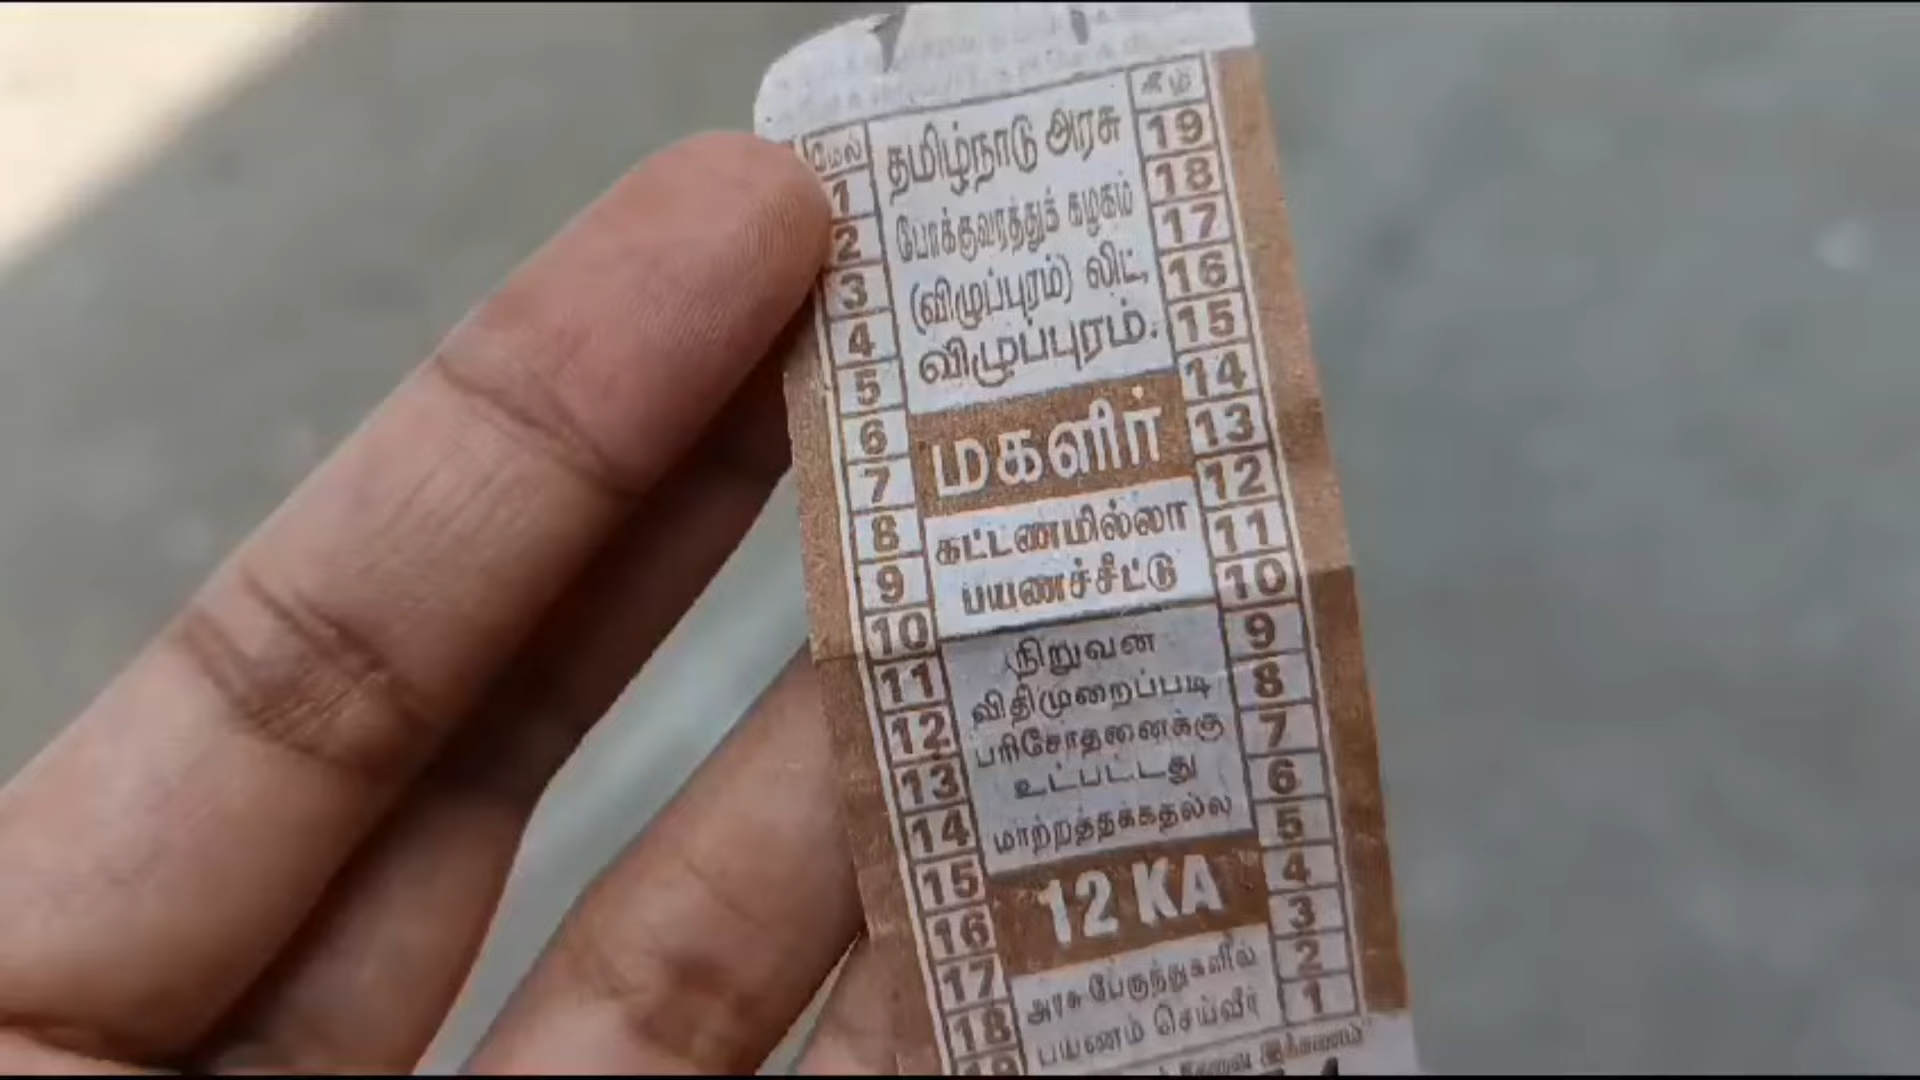 மேல்
1
2
3
4
5
6
7
8
9
10
11
12
13
14
15
16
17
18
19
தமிழ்நாடு அரசு
போக்குவரத்துக் கழகம்
(விழுப்புரம்) லிட்,
விழுப்புரம்.
மகளிர்
கட்டணமில்லா
பயணச்சீட்டு
நிறுவன
விதிமுறைப்படி
பரிசோதனைக்கு
உட்பட்டது
மாற்றத்தக்கதல்ல
12 KA
அரசு பேருந்துகளில்
பயணம் செய்வீர்
கீழ்
19
18
17
16
15
14
13
12
11
10
9
8
7
6
5
4
3
2
1